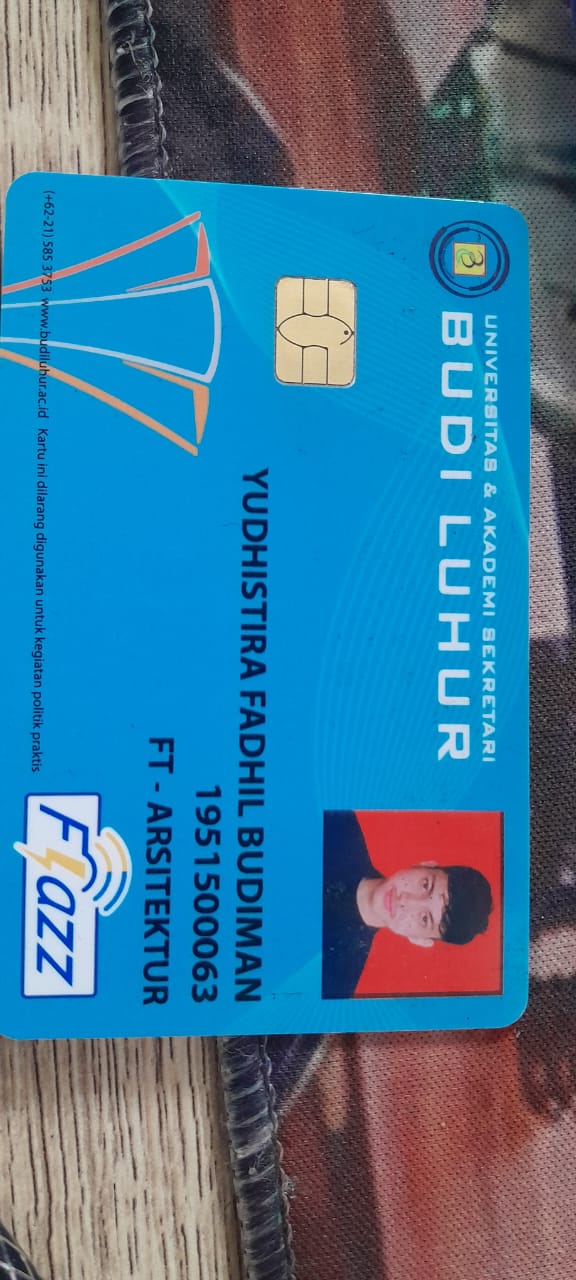 UNIVERSITAS & AKADEMI SEKRETARI
BUDI LUHUR
YUDHISTIRA FADHIL BUDIMAN
1951500063
FT - ARSITEKTUR
(+62-21) 585 3753 www.budiluhur.ac.id Kartu ini dilarang digunakan untuk kegiatan politik praktis
Flazz